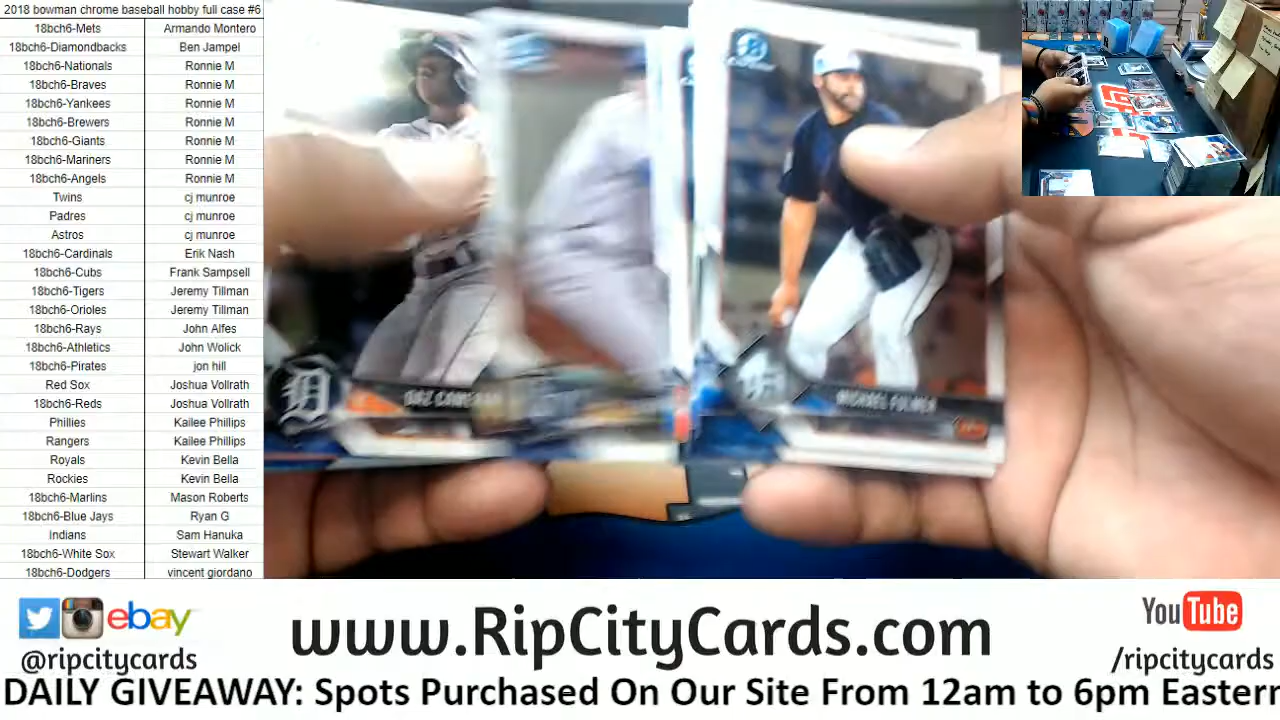 2018 bowman chrome baseball hobby full case #6
18bch6-Mets Armando Montero
18bch6-Diamondbacks Ben Jampel
18bch6-Nationals Ronnie M
18bch6-Braves Ronnie M
18bch6-Yankees Ronnie M
18bch6-Brewers Ronnie M
18bch6-Giants Ronnie M
18bch6-Mariners Ronnie M
18bch6-Angels Ronnie M
Twins cj munroe
Padres cj munroe
Astros cj munroe
18bch6-Cardinals Erik Nash
18bch6-Cubs Frank Sampsell
18bch6-Tigers Jeremy Tillman
18bch6-Orioles Jeremy Tillman
18bch6-Rays John Alfes
18bch6-Athletics John Wolick
18bch6-Pirates jon hill
Red Sox Joshua Vollrath
18bch6-Reds Joshua Vollrath
Phillies Kailee Phillips
Rangers Kailee Phillips
Royals Kevin Bella
Rockies Kevin Bella
18bch6-Marlins Mason Roberts
18bch6-Blue Jays Ryan G
Indians Sam Hanuka
18bch6-White Sox Stewart Walker
18bch6-Dodgers vincent giordano
D
MICHAEL FULMER
ebay
@ripcitycards
www.RipCityCards.com
YouTube
/ripcitycards
DAILY GIVEAWAY: Spots Purchased On Our Site From 12am to 6pm Eastern